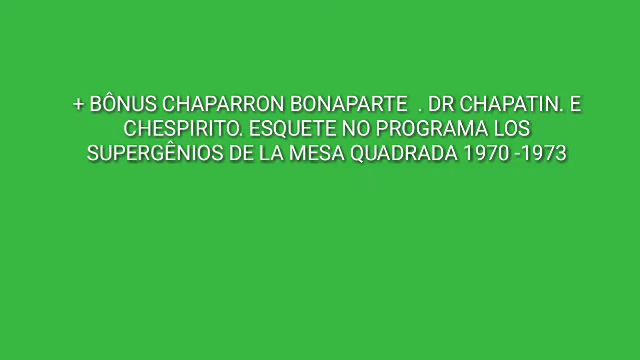 + BÔNUS CHAPARRON BONAPARTE . DR CHAPATIN. E
CHESPIRITO. ESQUETE NO PROGRAMA LOS
SUPERGÊNIOS DE LA MESA QUADRADA 1970 -1973